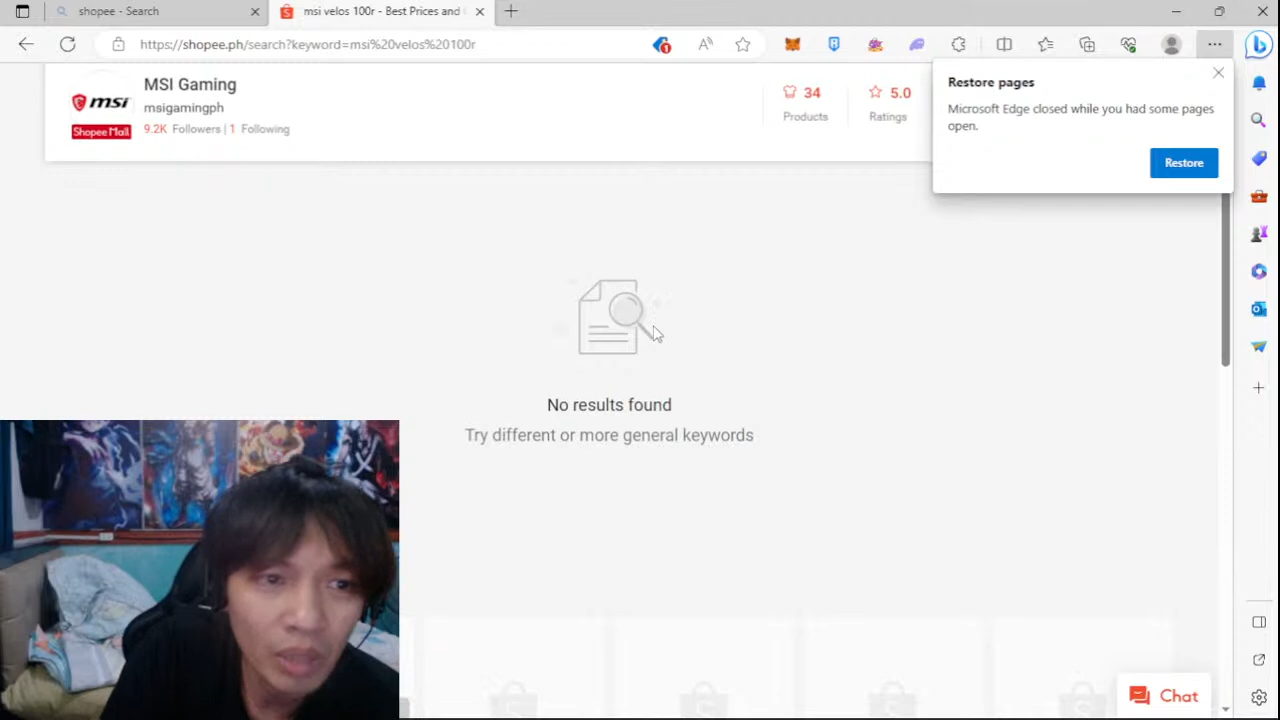 shopee - Search
msi velos 100r - Best Prices and
https://shopee.ph/search?keyword=msi%20velos%20100r
1
MSI Gaming
msigamingph
msi
Shopee Mall
9.2K Followers | 1 Following
34
Products
5.0
Ratings
Restore pages
Microsoft Edge closed while you had some pages
open.
Restore
No results found
Try different or more general keywords
Chat